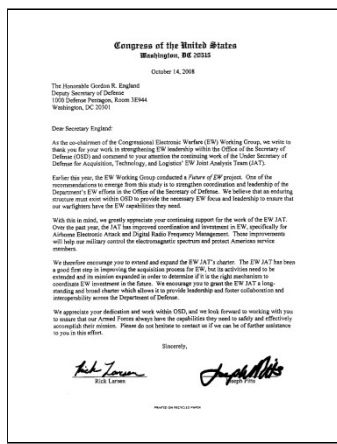 Congress of the United States
Washington, DC 20515
October 14, 2008
The Honorable Gordon R. England
Deputy Secretary of Defense
1000 Defense Pentagon, Room 3E944
Washington, DC 20301
Dear Secretary England:
As the co-chairmen of the Congressional Electronic Warfare (EW) Working Group, we write to
thank you for your work in strengthening EW leadership within the Office of the Secretary of
Defense (OSD) and commend to your attention the continuing work of the Under Secretary of
Defense for Acquisition, Technology, and Logistics' EW Joint Analysis Team (JAT).
Earlier this year, the EW Working Group conducted a Future of EW project. One of the
recommendations to emerge from this study is to strengthen coordination and leadership of the
Department's EW efforts in the Office of the Secretary of Defense. We believe that an enduring
structure must exist within OSD to provide the necessary EW focus and leadership to ensure that
our warfighters have the EW capabilities they need.
With this in mind, we greatly appreciate your continuing support for the work of the EW JAT.
Over the past year, the JAT has improved coordination and investment in EW, specifically for
Airborne Electronic Attack and Digital Radio Frequency Management. These improvements
will help our military control the electromagnetic spectrum and protect American service
members.
We therefore encourage you to extend and expand the EW JAT's charter. The EW JAT has been
a good first step in improving the acquisition process for EW, but its activities need to be
extended and its mission expanded in order to determine if it is the right mechanism to
coordinate EW investment in the future. We encourage you to grant the EW JAT a long-
standing and broad charter which allows it to provide leadership and foster collaboration and
interoperability across the Department of Defense.
We appreciate your dedication and work within OSD, and we look forward to working with you
to ensure that our Armed Forces always have the capabilities they need to safely and effectively
accomplish their mission. Please do not hesitate to contact us if we can be of further assistance
to you in this effort.
Sincerely,
Rick Larsen Joseph Pitts
Rick Larsen Joseph Pitts
PRINTED ON RECYCLED PAPER